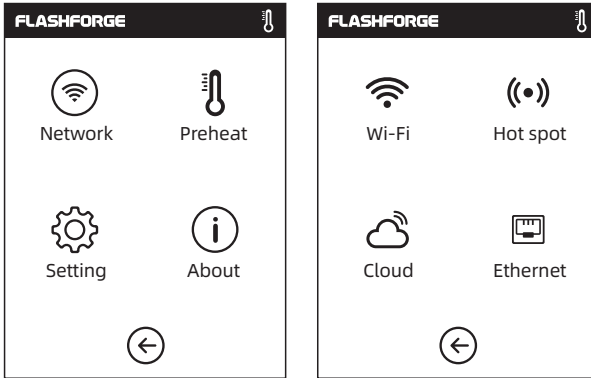 FLASHFORGE
Network Preheat
Setting About
FLASHFORGE
Wi-Fi Hot spot
Cloud Ethernet